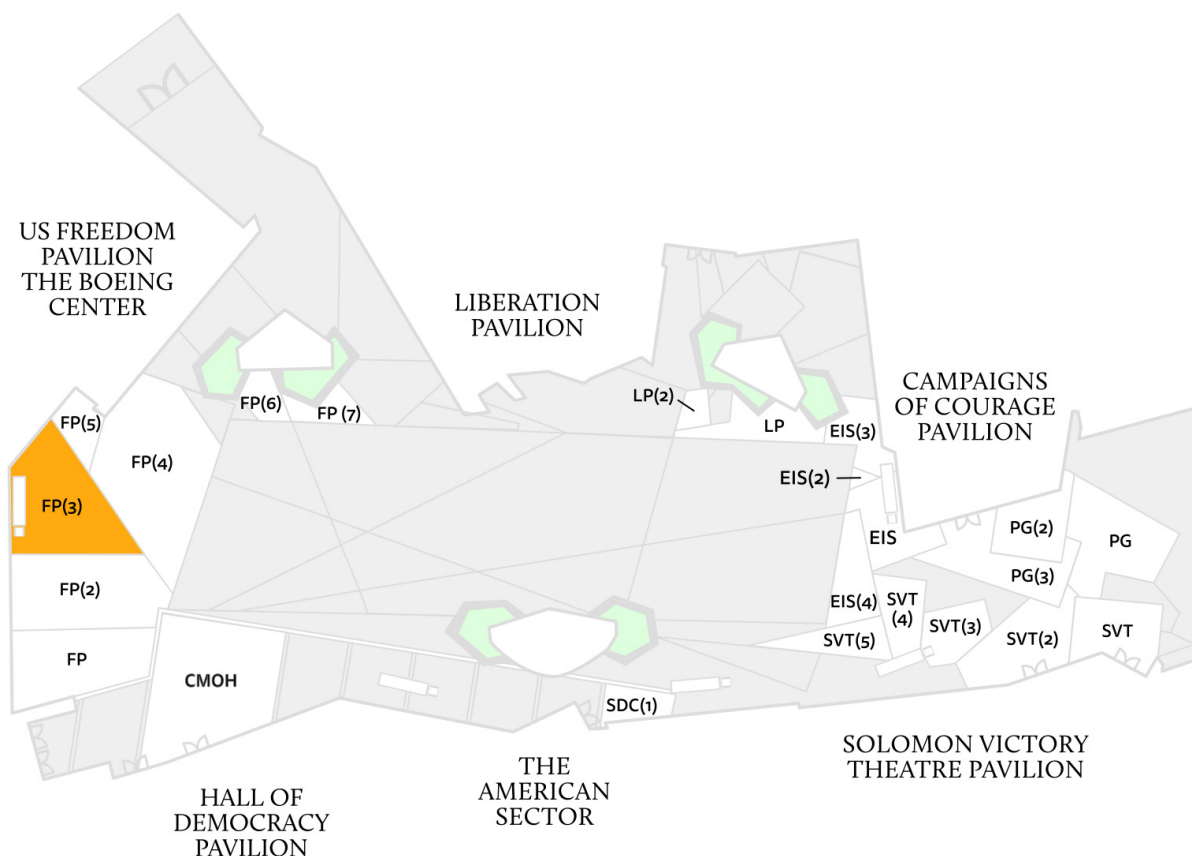 US FREEDOM
PAVILION
THE BOEING
CENTER
LIBERATION
PAVILION
CAMPAIGNS
OF COURAGE
PAVILION
LP(2)
FP(6)
FP (7)
FP(5)
LP
EIS(3)
FP(4)
EIS(2)
FP(3)
PG(2)
EIS
PG
PG(3)
FP(2)
EIS(4)
SVT
(4)
SVT(3)
SVT(5)
SVT(2)
SVT
FP
CMOH
SDC(1)
SOLOMON VICTORY
THEATRE PAVILION
THE
AMERICAN
SECTOR
HALL OF
DEMOCRACY
PAVILION